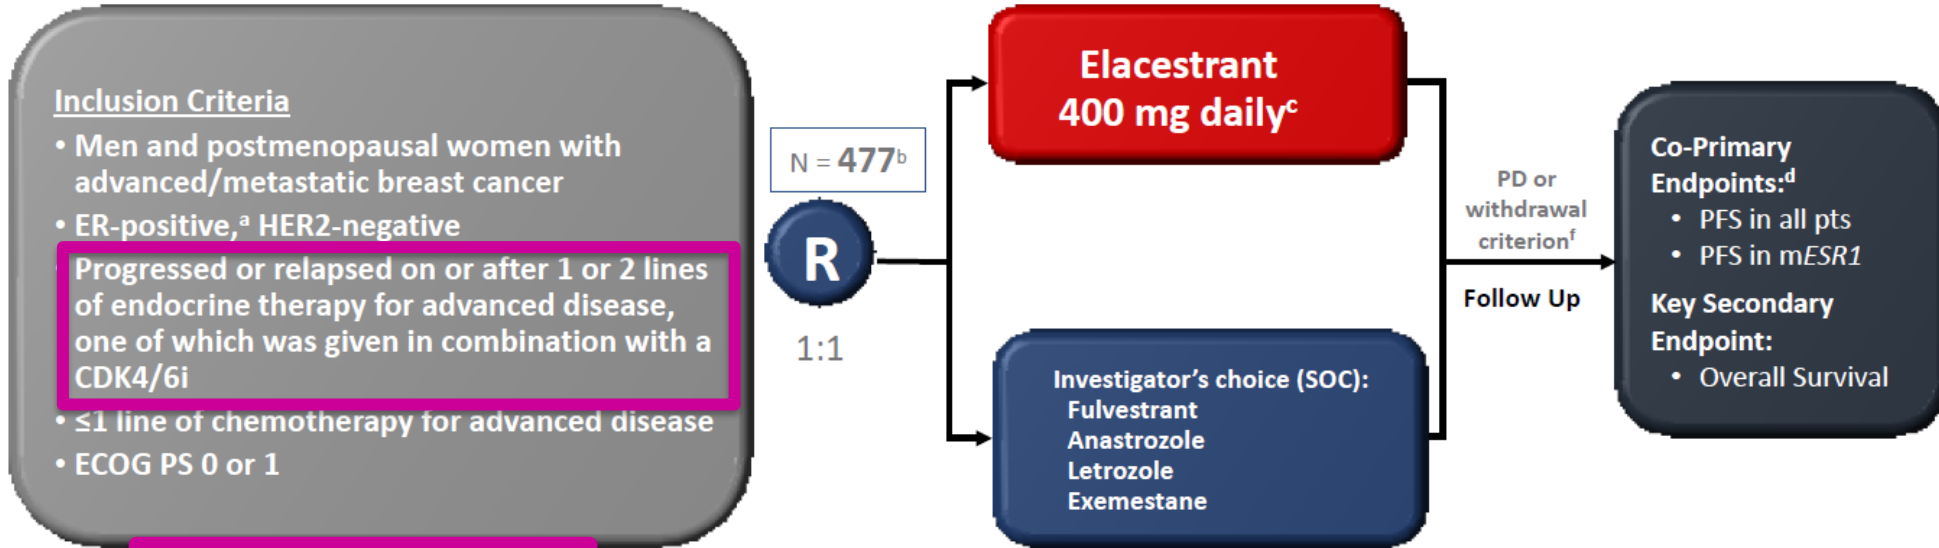 Inclusion Criteria
• Men and postmenopausal women with
advanced/metastatic breast cancer
• ER-positive,ᵃ HER2-negative
Progressed or relapsed on or after 1 or 2 lines
of endocrine therapy for advanced disease,
one of which was given in combination with a
CDK4/6i
• ≤1 line of chemotherapy for advanced disease
• ECOG PS 0 or 1
N = 477ᵇ
R
1:1
Elacestrant
400 mg dailyᶜ
Investigator's choice (SOC):
Fulvestrant
Anastrozole
Letrozole
Exemestane
PD or
withdrawal
criterionᶠ
Follow Up
Co-Primary
Endpoints:ᵈ
• PFS in all pts
• PFS in mESR1
Key Secondary
Endpoint:
• Overall Survival